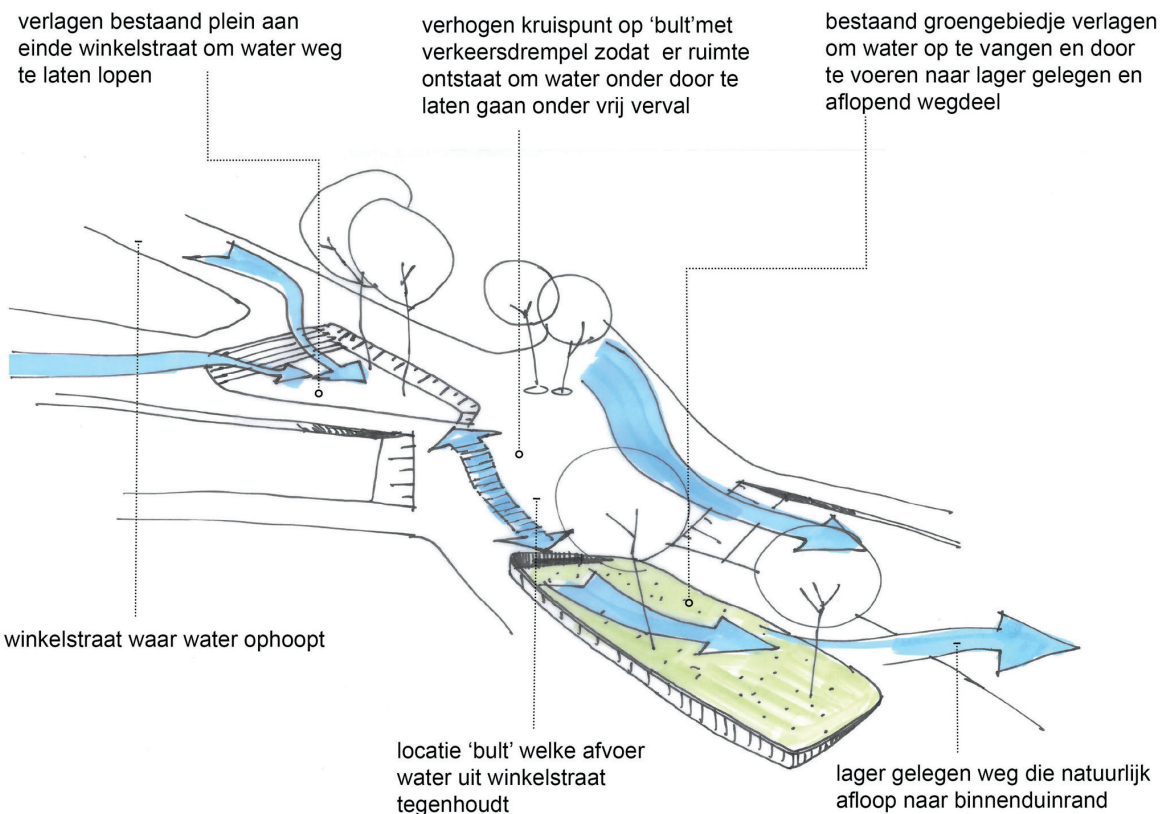 verlagen bestaand plein aan
einde winkelstraat om water weg
te laten lopen
verhogen kruispunt op ‘bult’met
verkeersdrempel zodat er ruimte
ontstaat om water onder door te
laten gaan onder vrij verval
bestaand groengebiedje verlagen
om water op te vangen en door
te voeren naar lager gelegen en
aflopend wegdeel
winkelstraat waar water ophoopt
locatie ‘bult’ welke afvoer
water uit winkelstraat
tegenhoudt
lager gelegen weg die natuurlijk
afloop naar binnenduinrand